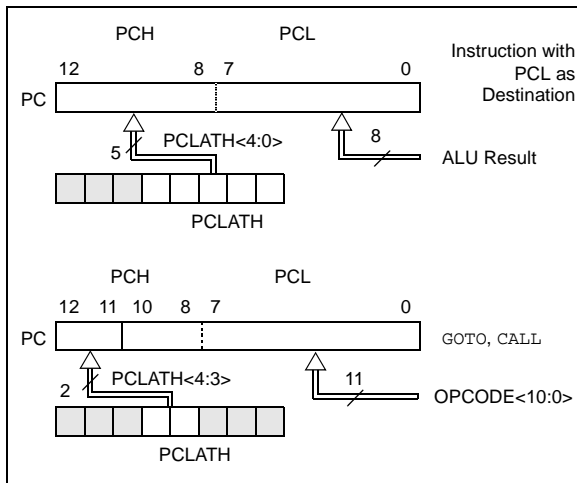 PCH PCL
12 8 7 0
Instruction with
PCL as
Destination
PC
5 PCLATH<4:0> 8
ALU Result
PCLATH
PCH PCL
12 11 10 8 7 0
PC GOTO, CALL
2 PCLATH<4:3> 11
OPCODE<10:0>
PCLATH